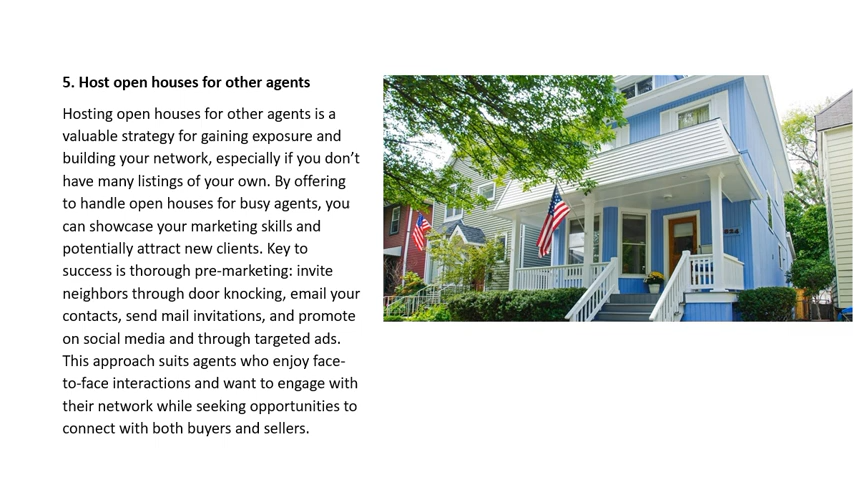 5. Host open houses for other agents
Hosting open houses for other agents is a
valuable strategy for gaining exposure and
building your network, especially if you don’t
have many listings of your own. By offering
to handle open houses for busy agents, you
can showcase your marketing skills and
potentially attract new clients. Key to
success is thorough pre-marketing: invite
neighbors through door knocking, email your
contacts, send mail invitations, and promote
on social media and through targeted ads.
This approach suits agents who enjoy face-
to-face interactions and want to engage with
their network while seeking opportunities to
connect with both buyers and sellers.